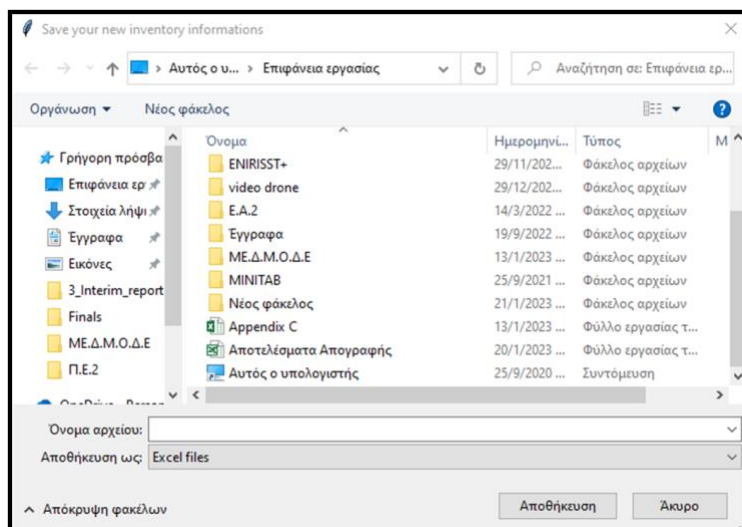 Save your new inventory informations
Αυτός ο υ... Επιφάνεια εργασίας Αναζήτηση σε: Επιφάνεια ερ...
Οργάνωση Νέος φάκελος
Όνομα Ημερομηνί... Τύπος Μ
Γρήγορη πρόσβα
Επιφάνεια ερ
Στοιχεία λήψι
Έγγραφα
Εικόνες
3_Interim_report
Finals
ΜΕ.Δ.Μ.Ο.Δ.Ε
Π.Ε.2
ENIRISST+ 29/11/202... Φάκελος αρχείων
video drone 29/12/202... Φάκελος αρχείων
Ε.Α.2 14/3/2022 ... Φάκελος αρχείων
Έγγραφα 19/9/2022 ... Φάκελος αρχείων
ΜΕ.Δ.Μ.Ο.Δ.Ε 13/1/2023 ... Φάκελος αρχείων
MINITAB 25/9/2021 ... Φάκελος αρχείων
Νέος φάκελος 21/1/2023 ... Φάκελος αρχείων
Appendix C 13/1/2023 ... Φύλλο εργασίας τ...
Αποτελέσματα Απογραφής 20/1/2023 ... Φύλλο εργασίας τ...
Αυτός ο υπολογιστής 25/9/2020 ... Συντόμευση
Όνομα αρχείου:
Αποθήκευση ως: Excel files
Απόκρυψη φακέλων Αποθήκευση Άκυρο